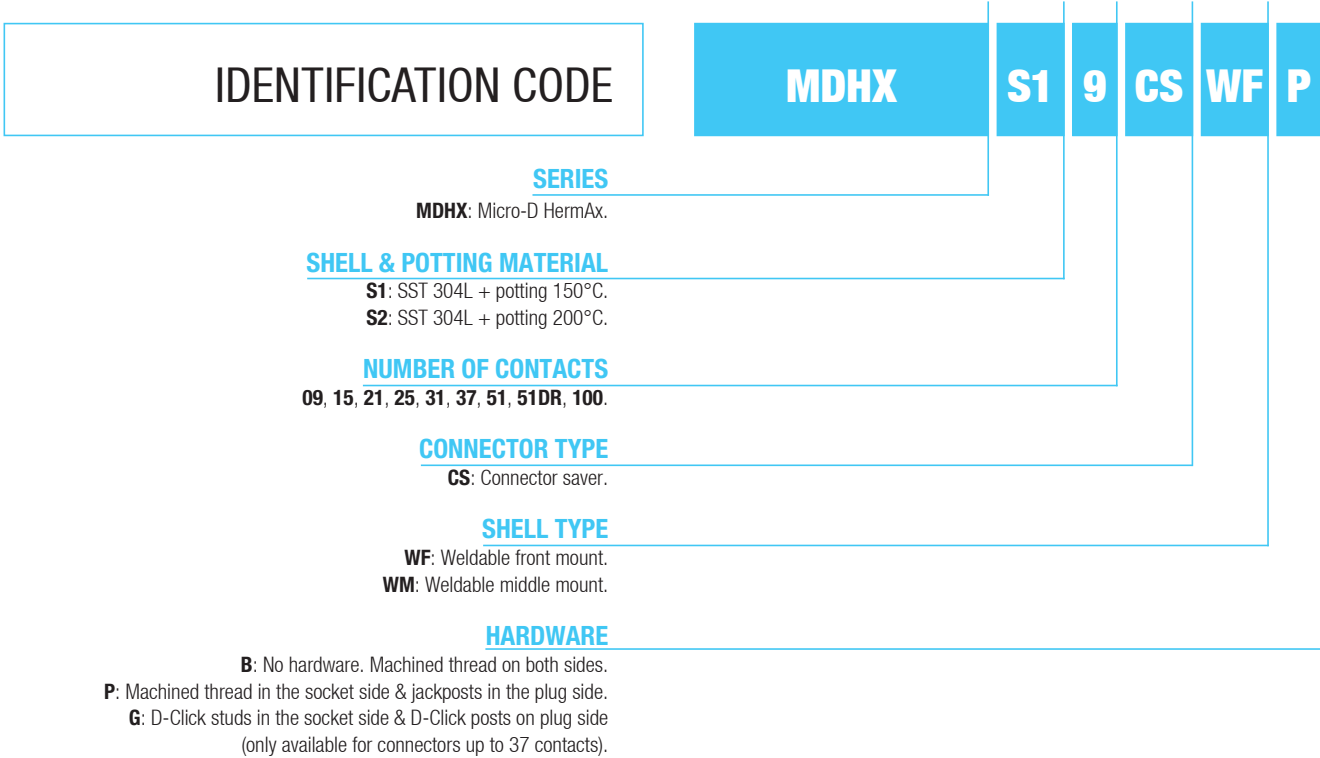 IDENTIFICATION CODE MDHX S1 9 CS WF P
SERIES
MDHX: Micro-D HermAx.
SHELL & POTTING MATERIAL
S1: SST 304L + potting 150°C.
S2: SST 304L + potting 200°C.
NUMBER OF CONTACTS
09, 15, 21, 25, 31, 37, 51, 51DR, 100.
CONNECTOR TYPE
CS: Connector saver.
SHELL TYPE
WF: Weldable front mount.
WM: Weldable middle mount.
HARDWARE
B: No hardware. Machined thread on both sides.
P: Machined thread in the socket side & jackposts in the plug side.
G: D-Click studs in the socket side & D-Click posts on plug side
(only available for connectors up to 37 contacts).